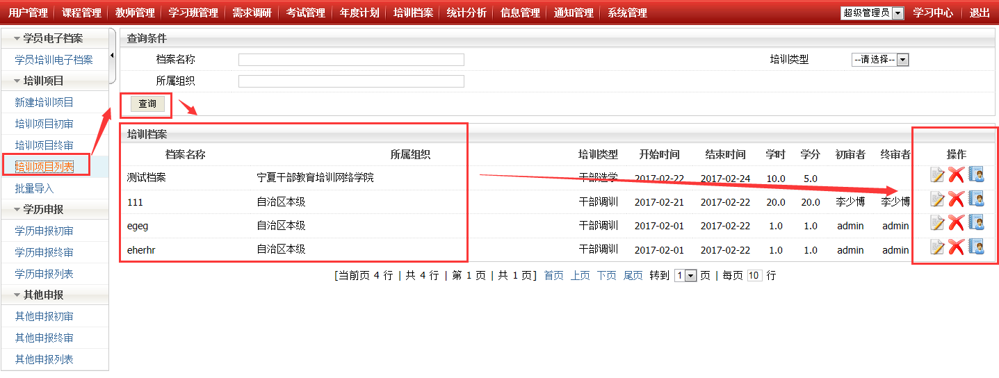 用户管理 课程管理 教师管理 学习班管理 需求调研 考试管理 年度计划 培训档案 统计分析 信息管理 通知管理 系统管理 超级管理员 学习中心 退出
学员电子档案
学员培训电子档案
培训项目
新建培训项目
培训项目初审
培训项目终审
培训项目列表
批量导入
学历申报
学历申报初审
学历申报终审
学历申报列表
其他申报
其他申报初审
其他申报终审
其他申报列表
查询条件
档案名称 培训类型 --请选择--
所属组织
查询
培训档案
档案名称 所属组织 培训类型 开始时间 结束时间 学时 学分 初审者 终审者 操作
测试档案 宁夏干部教育培训网络学院 干部选学 2017-02-22 2017-02-24 10.0 5.0
111 自治区本级 干部调训 2017-02-21 2017-02-22 20.0 20.0 李少博 李少博
egeg 自治区本级 干部调训 2017-02-01 2017-02-22 1.0 1.0 admin admin
eherhr 自治区本级 干部调训 2017-02-01 2017-02-22 1.0 1.0 admin admin
[当前页 4 行 | 共 4 行 | 第 1 页 | 共 1 页] 首页 上页 下页 尾页 转到 1 页 | 每页 10 行